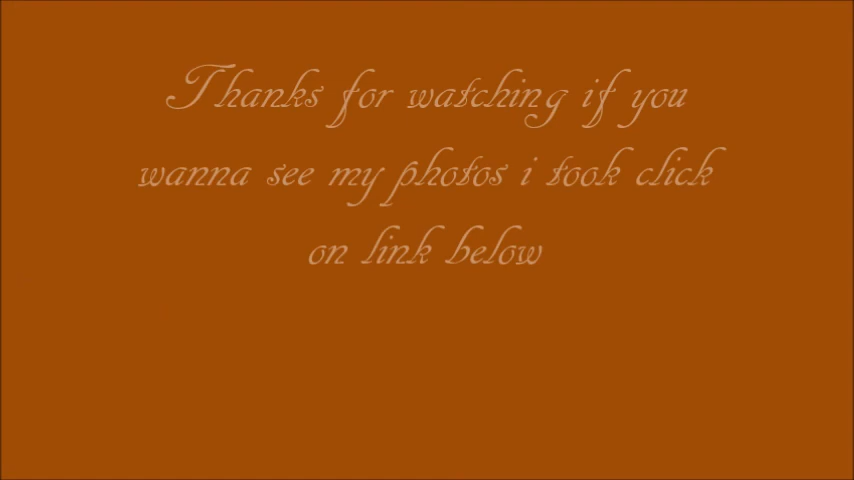 Thanks for watching if you
wanna see my photos i took click
on link below